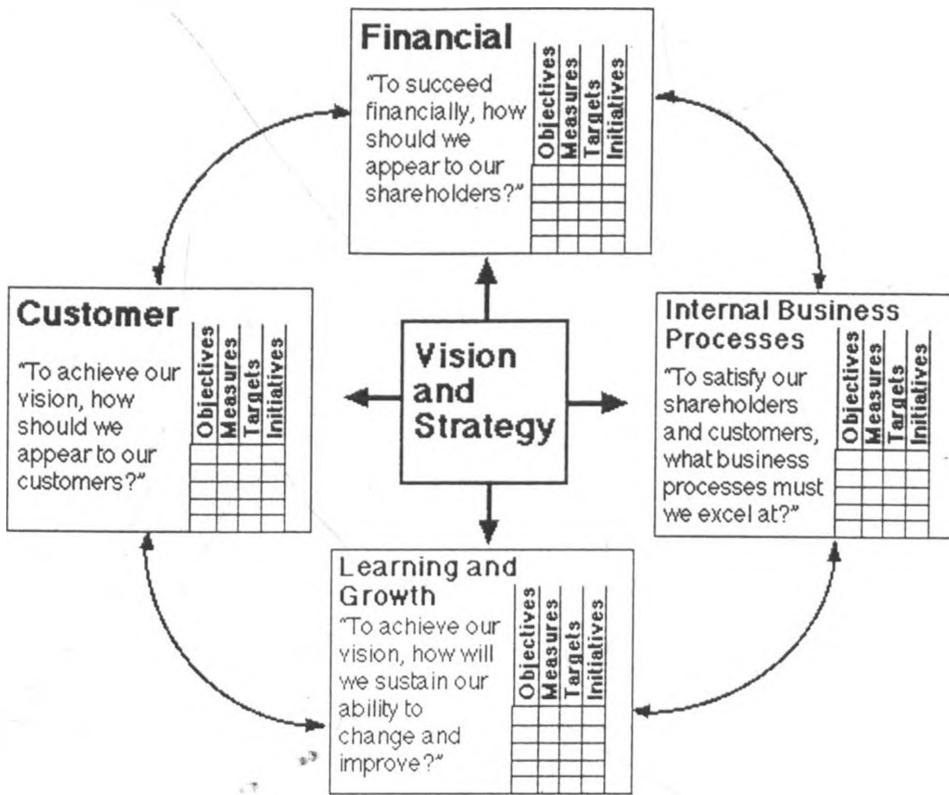 Financial
"To succeed
financially, how
should we
appear to our
shareholders?"
Objectives
Measures
Targets
Initiatives
Customer
"To achieve our
vision, how
should we
appear to our
customers?"
Objectives
Measures
Targets
Initiatives
Vision
and
Strategy
Internal Business
Processes
"To satisfy our
shareholders
and customers,
what business
processes must
we excel at?"
Objectives
Measures
Targets
Initiatives
Learning and
Growth
"To achieve our
vision, how will
we sustain our
ability to
change and
improve?"
Objectives
Measures
Targets
Initiatives